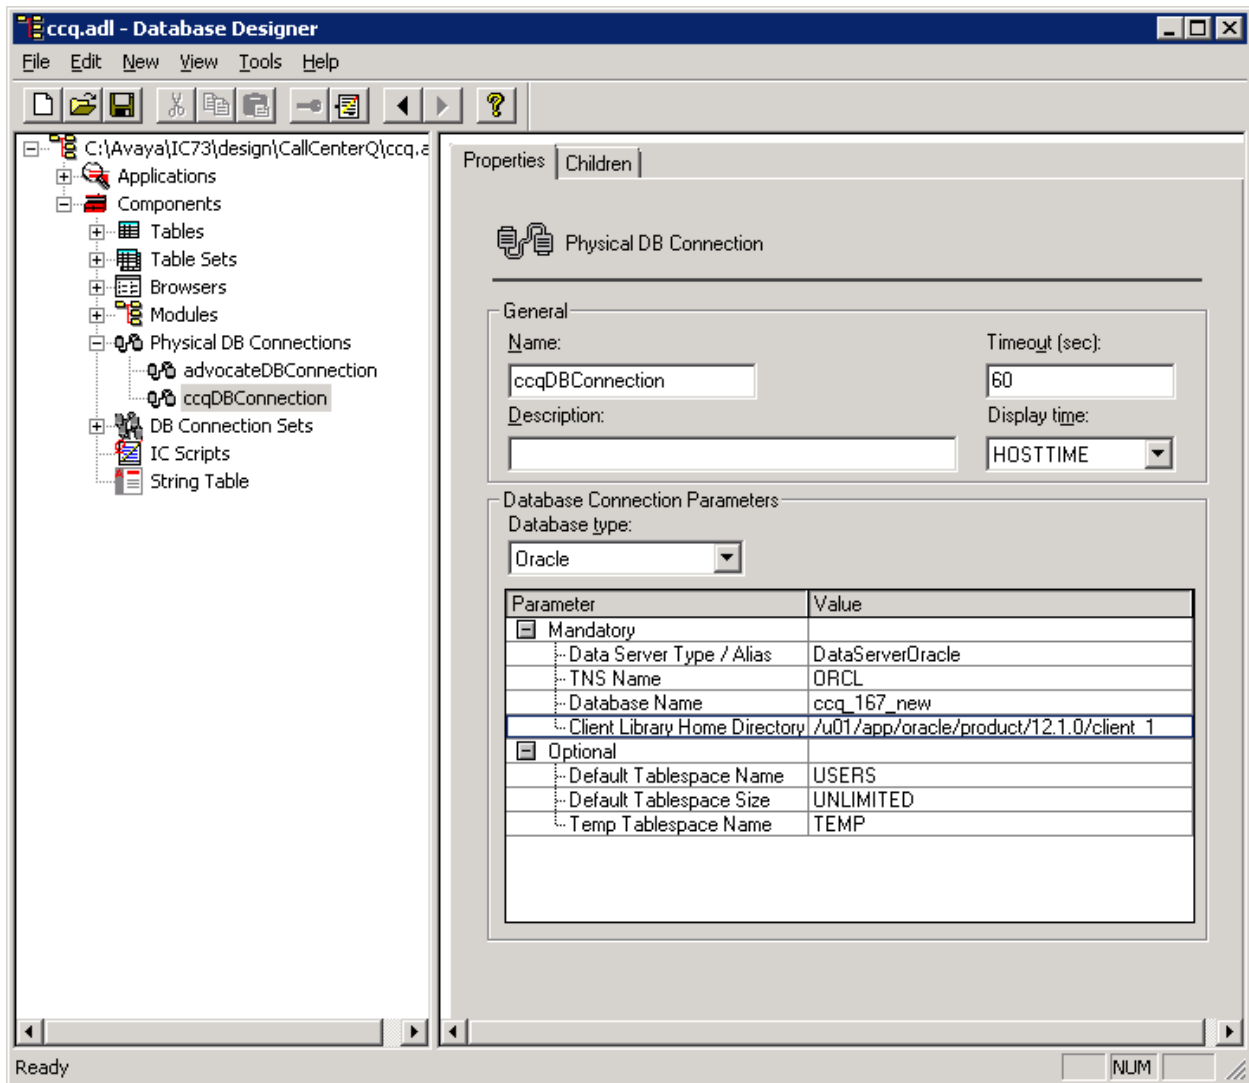 ccq.adl - Database Designer
File Edit New View Tools Help
C:\Avaya\IC73\design\CallCenterQ\ccq.a
Applications
Components
Tables
Table Sets
Browsers
Modules
Physical DB Connections
advocateDBConnection
ccqDBConnection
DB Connection Sets
IC Scripts
String Table
Properties Children
Physical DB Connection
General
Name: Timeout (sec):
ccqDBConnection 60
Description: Display time:
HOSTTIME
Database Connection Parameters
Database type:
Oracle
Parameter Value
Mandatory
Data Server Type / Alias DataServerOracle
TNS Name ORCL
Database Name ccq_167_new
Client Library Home Directory /u01/app/oracle/product/12.1.0/client_1
Optional
Default Tablespace Name USERS
Default Tablespace Size UNLIMITED
Temp Tablespace Name TEMP
Ready NUM